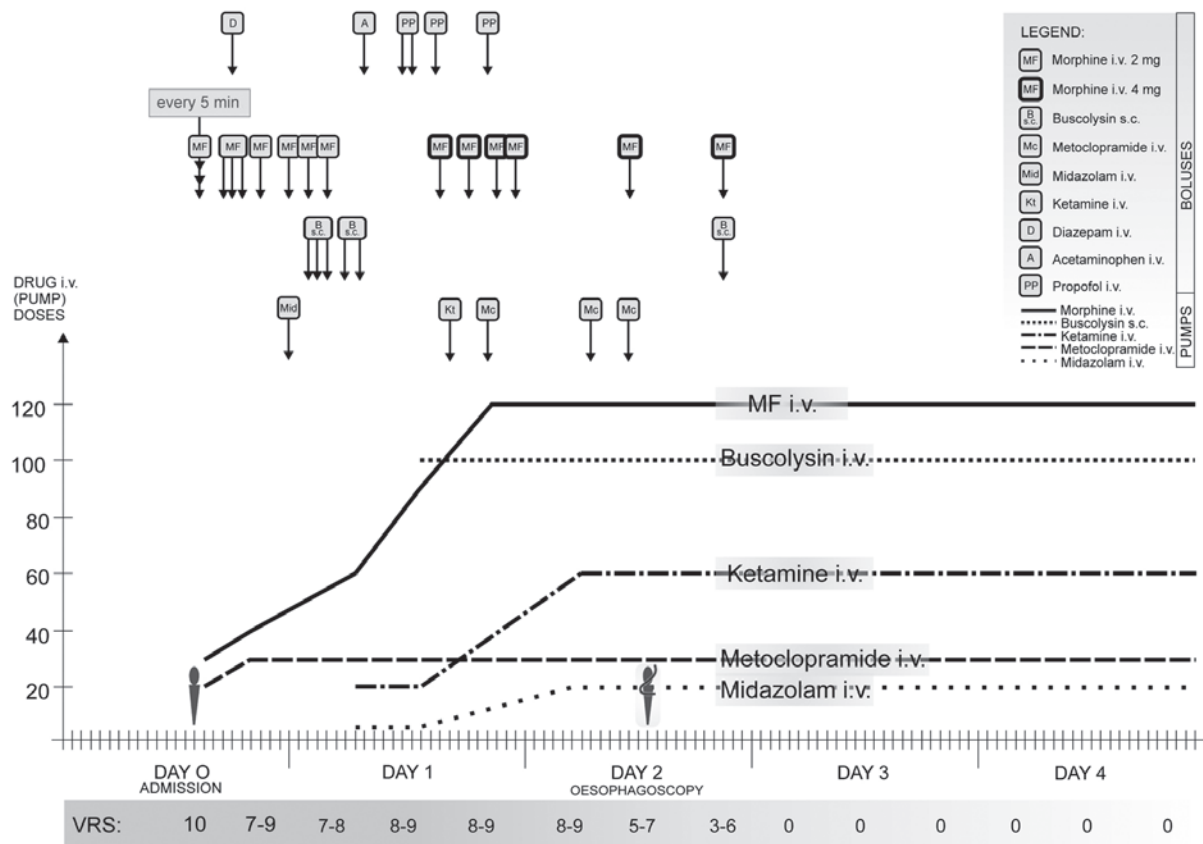 D A PP PP PP
every 5 min
MF MF MF MF MF MF MF MF MF MF MF MF
B s.c. B s.c. B s.c.
Mid Kt Mc Mc Mc
LEGEND:
MF Morphine i.v. 2 mg
MF Morphine i.v. 4 mg
B s.c. Buscolysin s.c.
Mc Metoclopramide i.v.
Mid Midazolam i.v.
Kt Ketamine i.v.
D Diazepam i.v.
A Acetaminophen i.v.
PP Propofol i.v.
BOLUSES
Morphine i.v.
Buscolysin s.c.
Ketamine i.v.
Metoclopramide i.v.
Midazolam i.v.
PUMPS
DRUG i.v.
(PUMP)
DOSES
120
100
80
60
40
20
MF i.v.
Buscolysin i.v.
Ketamine i.v.
Metoclopramide i.v.
Midazolam i.v.
DAY O DAY 1 DAY 2 DAY 3 DAY 4
ADMISSION OESOPHAGOSCOPY
VRS: 10 7-9 7-8 8-9 8-9 8-9 5-7 3-6 0 0 0 0 0 0